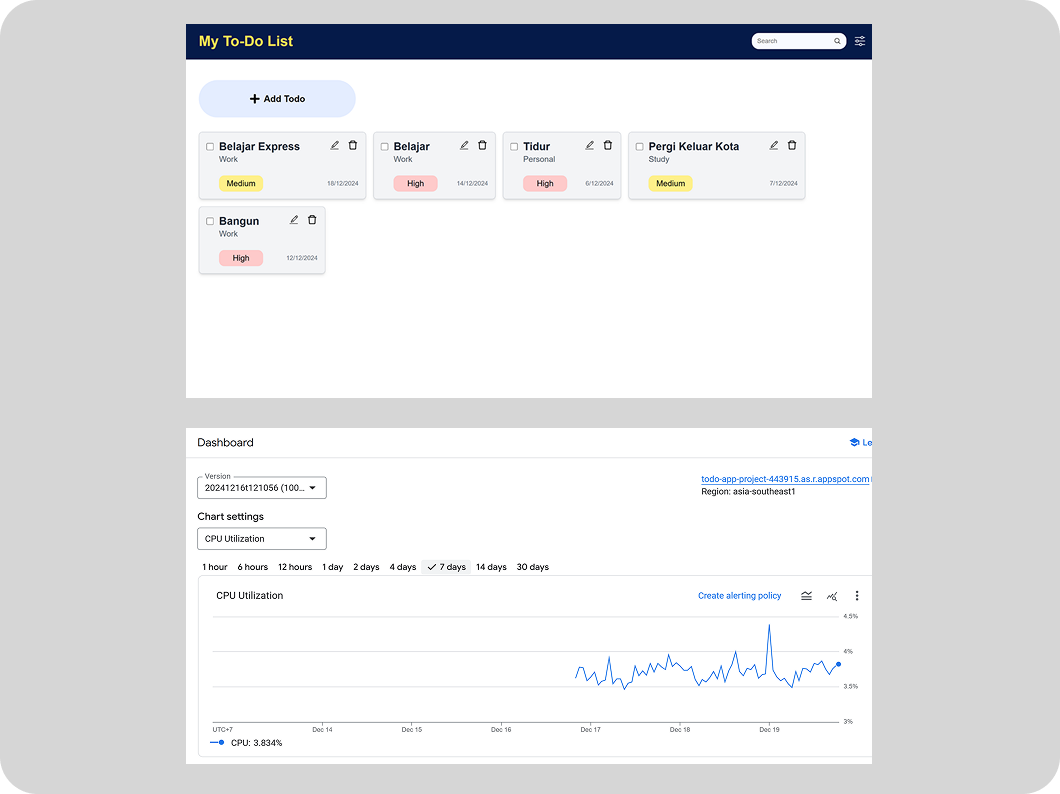 My To-Do List
Search
Add Todo
Belajar Express
Work
Medium
18/12/2024
Belajar
Work
High
14/12/2024
Tidur
Personal
High
6/12/2024
Pergi Keluar Kota
Study
Medium
7/12/2024
Bangun
Work
High
12/12/2024
Dashboard
Le
Version
20241216t121056 (100...
todo-app-project-443915.as.r.appspot.com
Region: asia-southeast1
Chart settings
CPU Utilization
1 hour 6 hours 12 hours 1 day 2 days 4 days 7 days 14 days 30 days
CPU Utilization
Create alerting policy
4.5%
4%
3.5%
3%
UTC+7 Dec 14 Dec 15 Dec 16 Dec 17 Dec 18 Dec 19
CPU: 3.834%